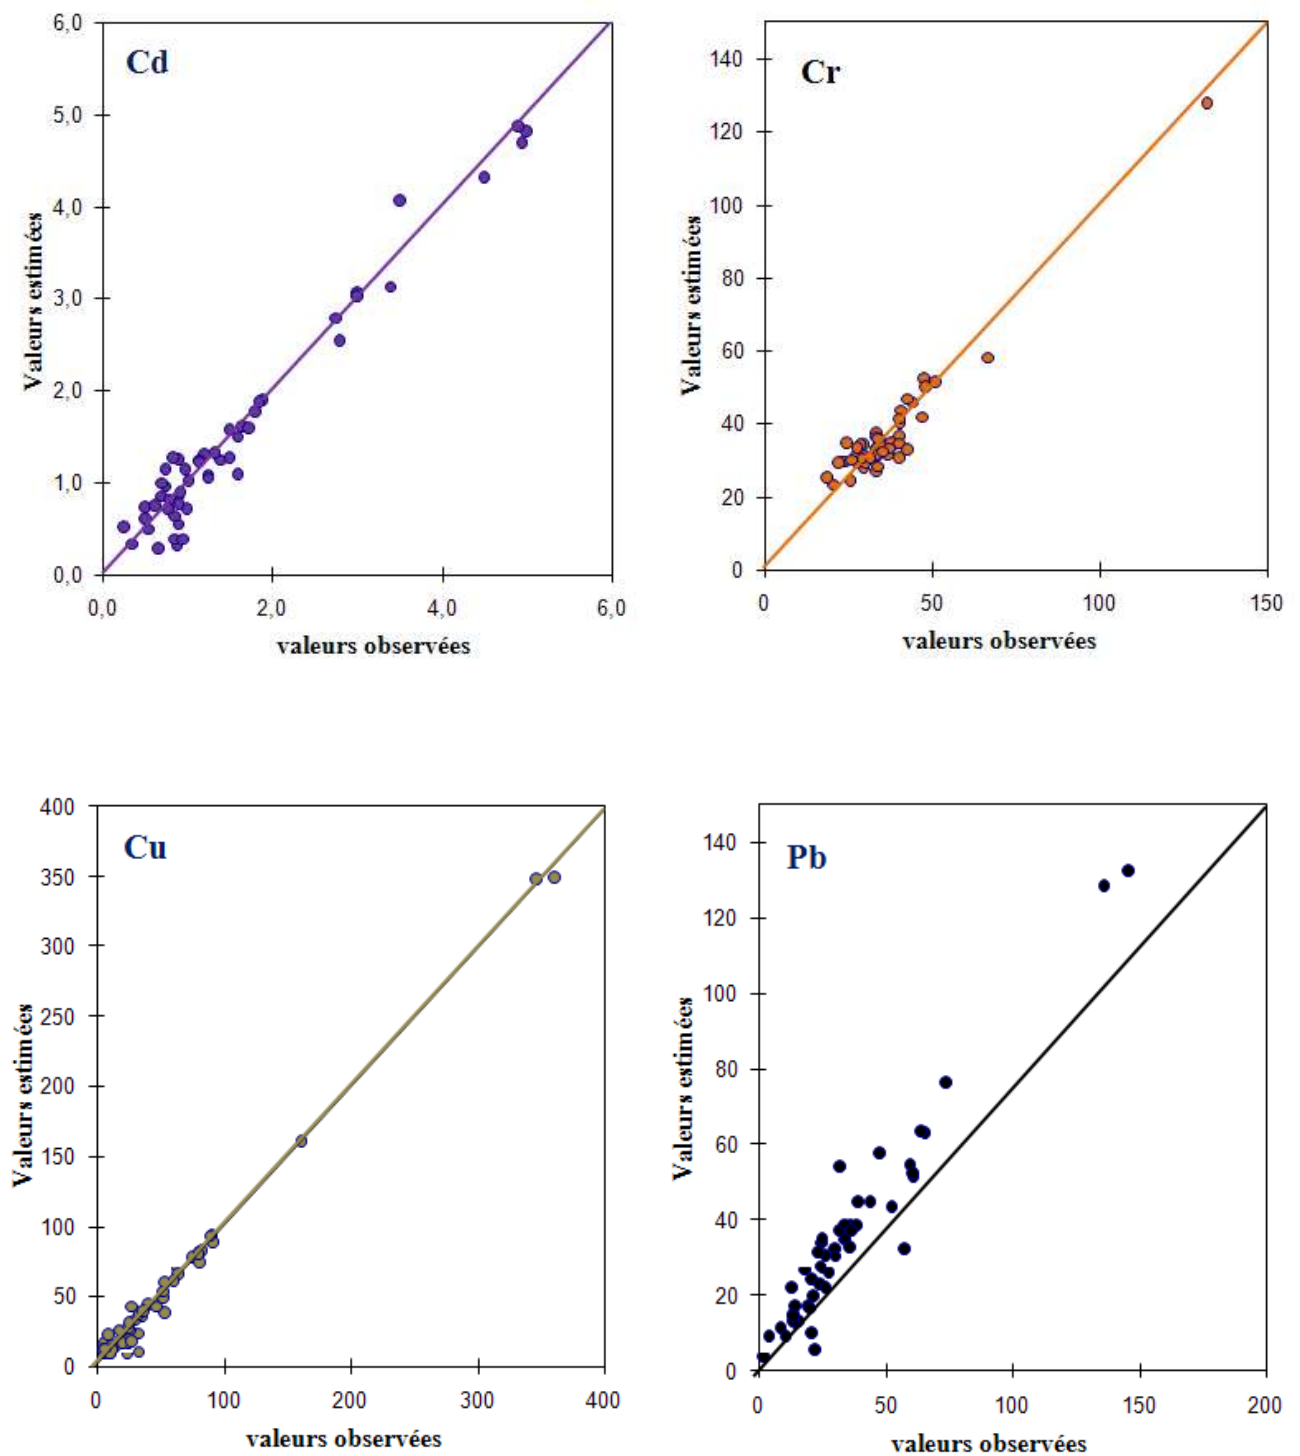 Cd
Valeurs estimées
6,0
5,0
4,0
3,0
2,0
1,0
0,0
0,0 2,0 4,0 6,0
valeurs observées
Cr
Valeurs estimées
140
120
100
80
60
40
20
0
0 50 100 150
valeurs observées
Cu
Valeurs estimées
400
350
300
250
200
150
100
50
0
0 100 200 300 400
valeurs observées
Pb
Valeurs estimées
140
120
100
80
60
40
20
0
0 50 100 150 200
valeurs observées